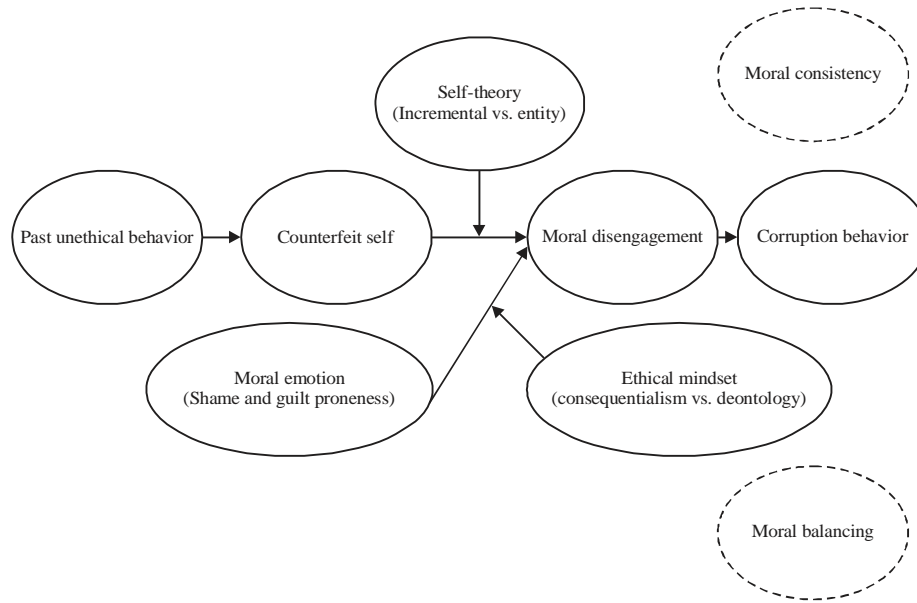 Moral consistency
Self-theory
(Incremental vs. entity)
Past unethical behavior
Counterfeit self
Moral disengagement
Corruption behavior
Moral emotion
(Shame and guilt proneness)
Ethical mindset
(consequentialism vs. deontology)
Moral balancing